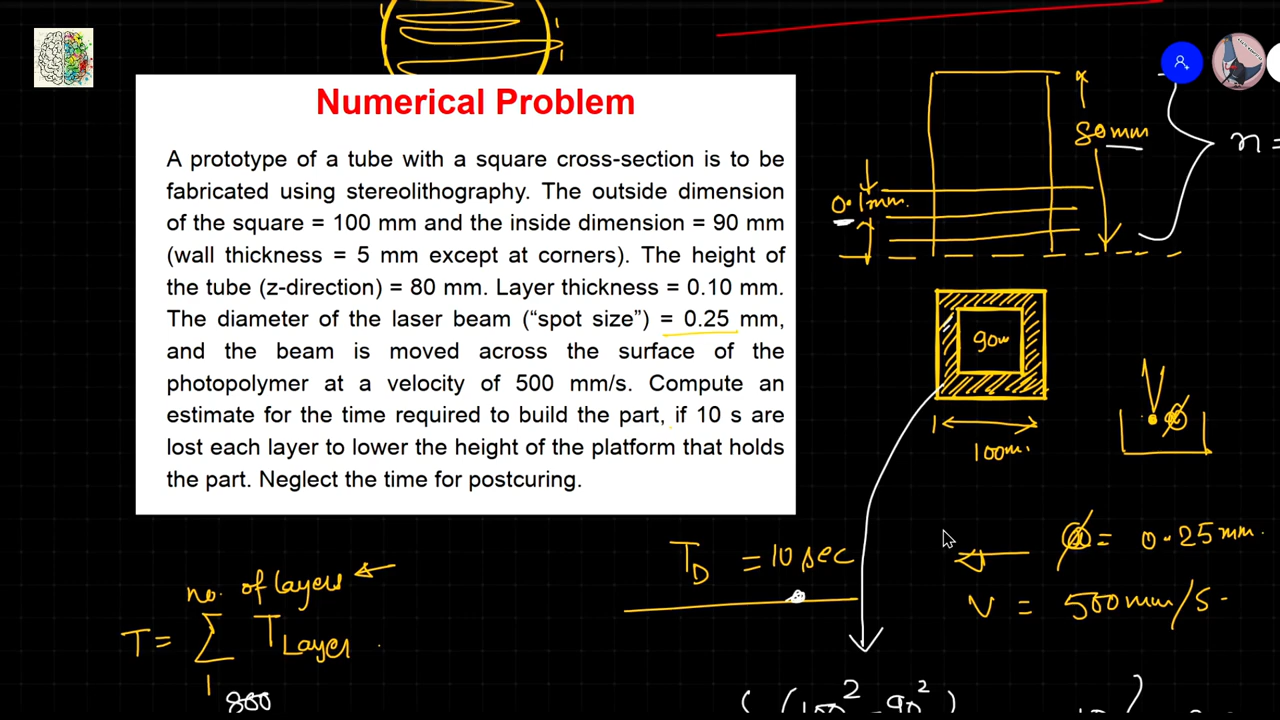 Numerical Problem
A prototype of a tube with a square cross-section is to be
fabricated using stereolithography. The outside dimension
of the square = 100 mm and the inside dimension = 90 mm
(wall thickness = 5 mm except at corners). The height of
the tube (z-direction) = 80 mm. Layer thickness = 0.10 mm.
The diameter of the laser beam (“spot size”) = 0.25 mm,
and the beam is moved across the surface of the
photopolymer at a velocity of 500 mm/s. Compute an
estimate for the time required to build the part, if 10 s are
lost each layer to lower the height of the platform that holds
the part. Neglect the time for postcuring.
80mm
n =
0.1mm.
90m
100m.
= 0.25mm.
V = 500mm/s
T_D = 10 sec
no. of layers
T = Σ T_Layer
1
800
(100² - 90²)